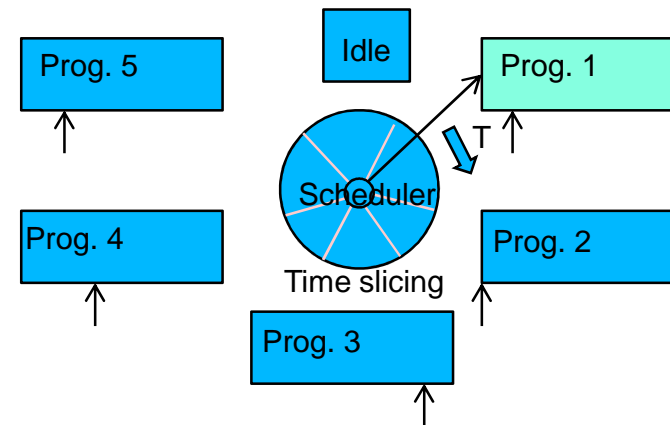 Idle
Prog. 5
Prog. 1
T
Scheduler
Prog. 4
Prog. 2
Time slicing
Prog. 3